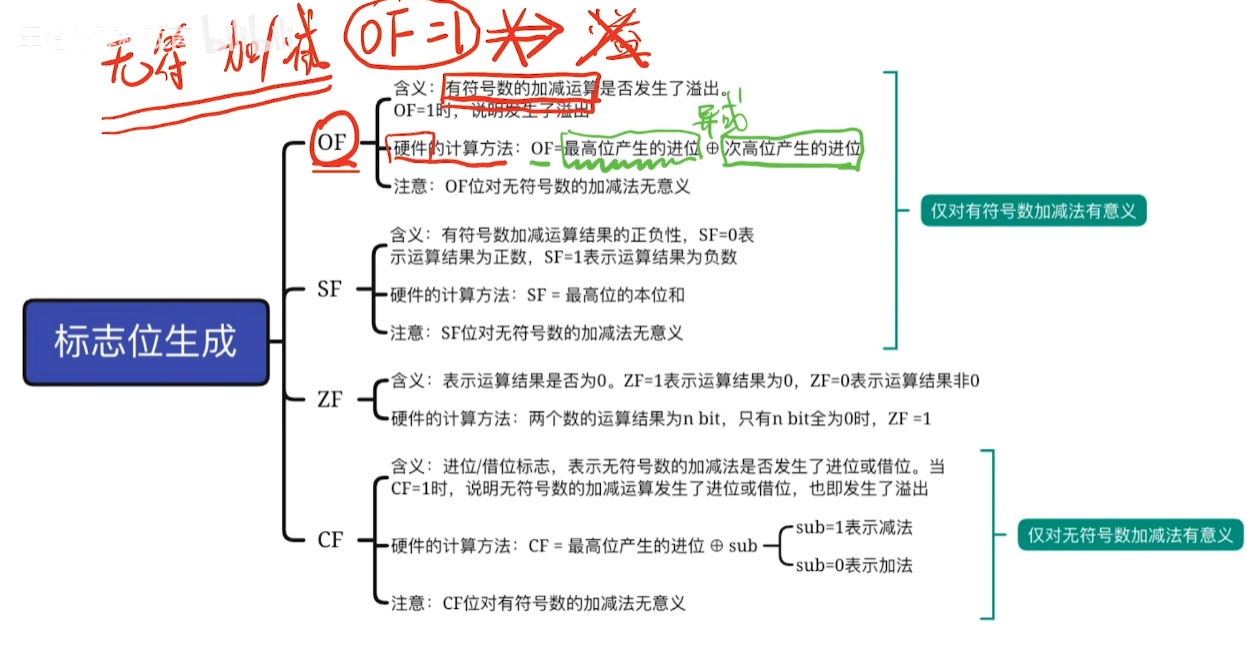 无符 加/减 OF=1 溢
含义：有符号数的加减运算是否发生了溢出。
OF=1时，说明发生了溢出
异或
OF
硬件的计算方法：OF=最高位产生的进位 ⊕ 次高位产生的进位
注意：OF位对无符号数的加减法无意义
仅对有符号数加减法有意义
含义：有符号数加减运算结果的正负性，SF=0表
示运算结果为正数，SF=1表示运算结果为负数
SF
硬件的计算方法：SF = 最高位的本位和
注意：SF位对无符号数的加减法无意义
标志位生成
含义：表示运算结果是否为0。ZF=1表示运算结果为0，ZF=0表示运算结果非0
ZF
硬件的计算方法：两个数的运算结果为n bit，只有n bit全为0时，ZF =1
含义：进位/借位标志，表示无符号数的加减法是否发生了进位或借位。当
CF=1时，说明无符号数的加减运算发生了进位或借位，也即发生了溢出
CF
硬件的计算方法：CF = 最高位产生的进位 ⊕ sub
sub=1表示减法
sub=0表示加法
仅对无符号数加减法有意义
注意：CF位对有符号数的加减法无意义